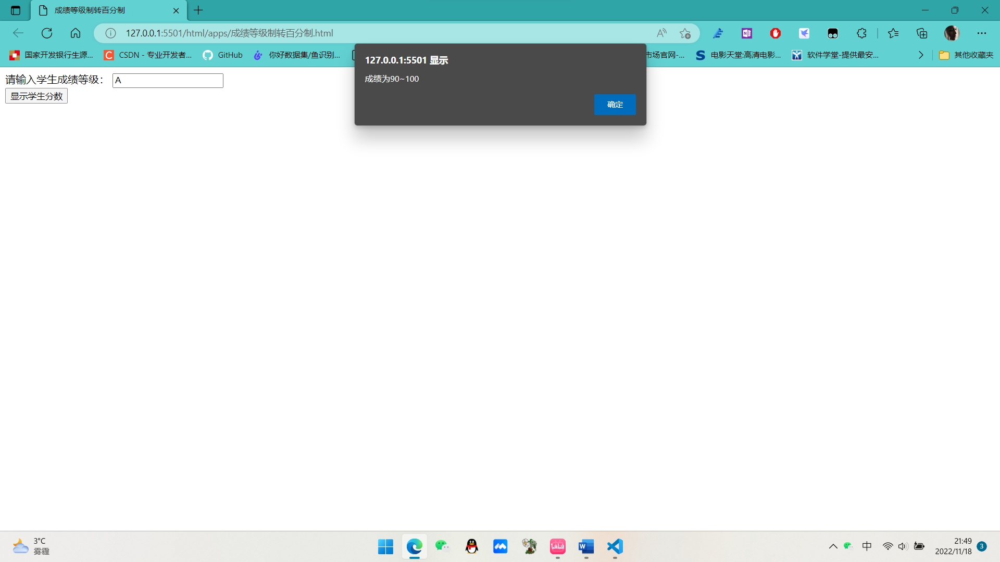 成绩等级制转百分制
127.0.0.1:5501/html/apps/成绩等级制转百分制.html
国家开发银行生源...
CSDN - 专业开发者...
GitHub
你好数据集/鱼识别...
市场官网-...
电影天堂:高清电影...
软件学堂-提供最安...
其他收藏夹
127.0.0.1:5501 显示
成绩为90~100
确定
请输入学生成绩等级： A
显示学生分数
3°C
雾霾
bilibili
中
21:49
2022/11/18
3